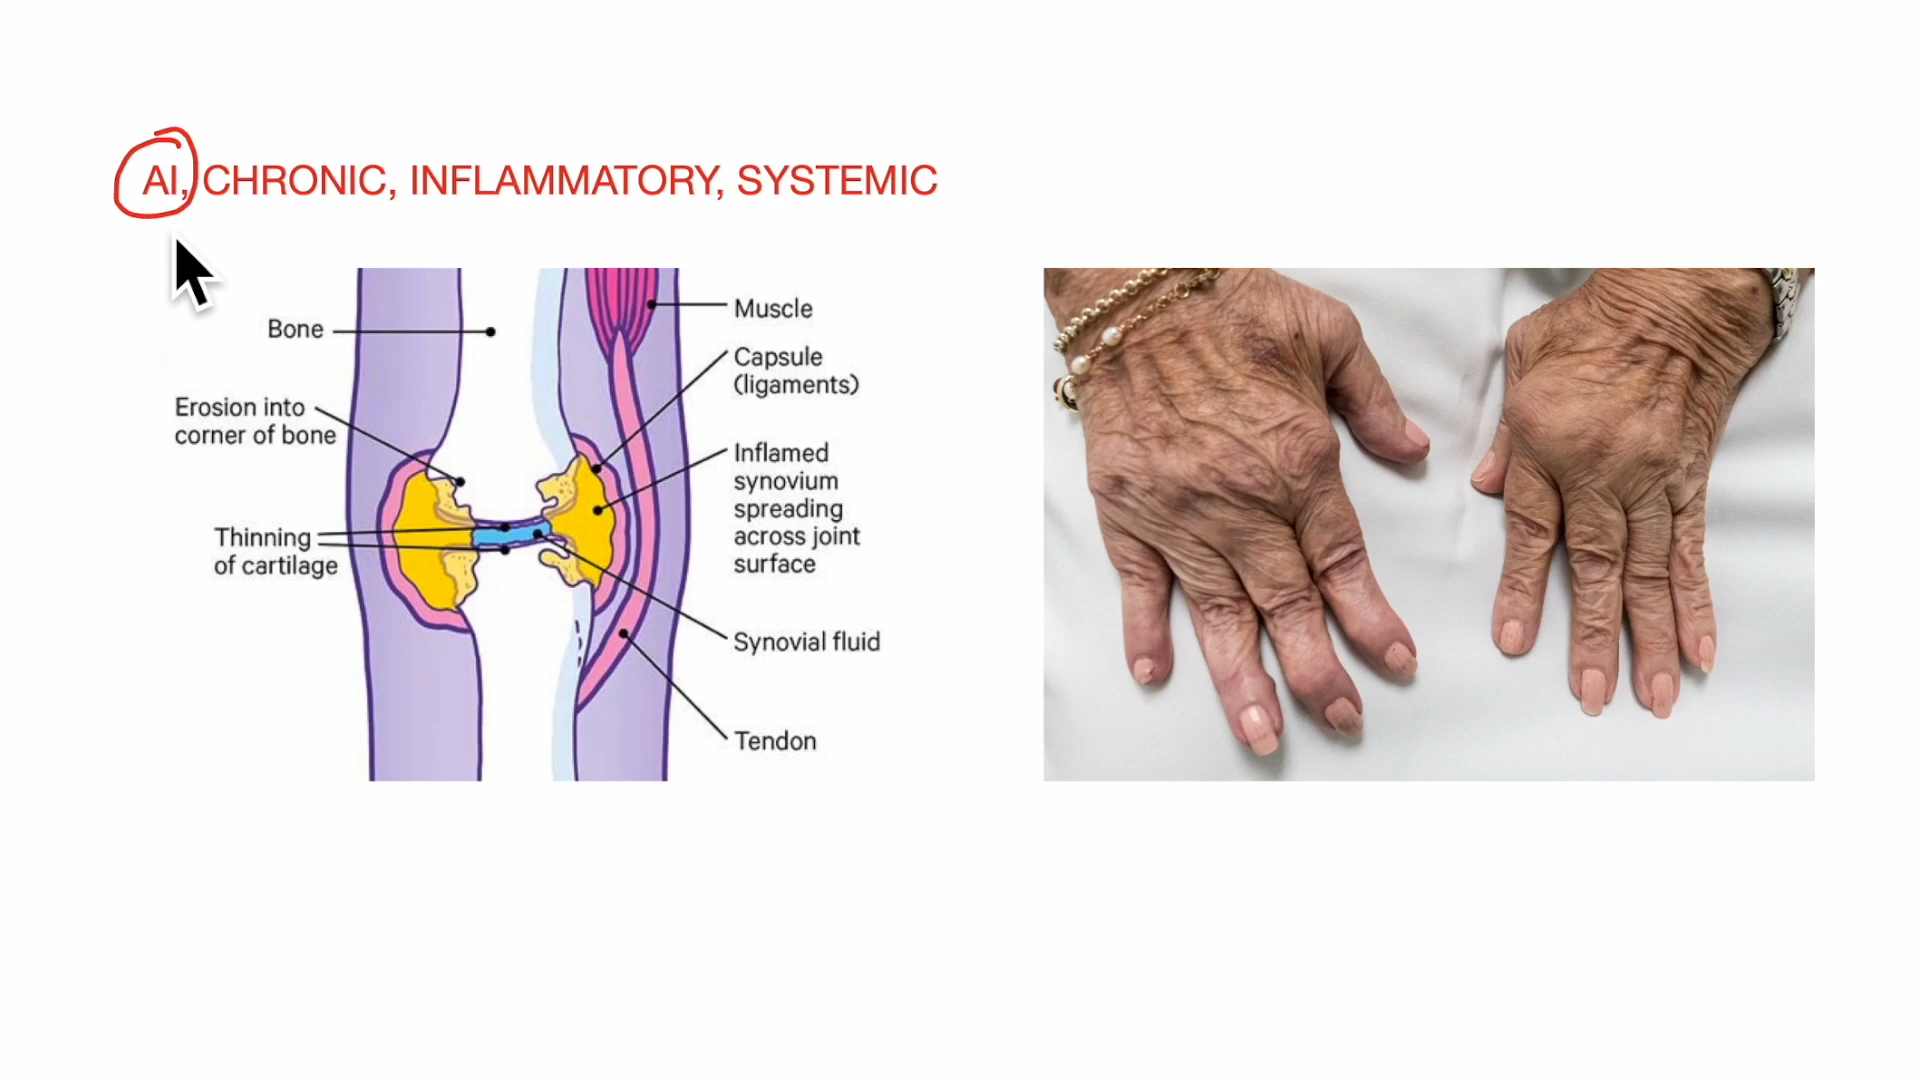 AI, CHRONIC, INFLAMMATORY, SYSTEMIC
Bone
Erosion into
corner of bone
Thinning
of cartilage
Muscle
Capsule
(ligaments)
Inflamed
synovium
spreading
across joint
surface
Synovial fluid
Tendon